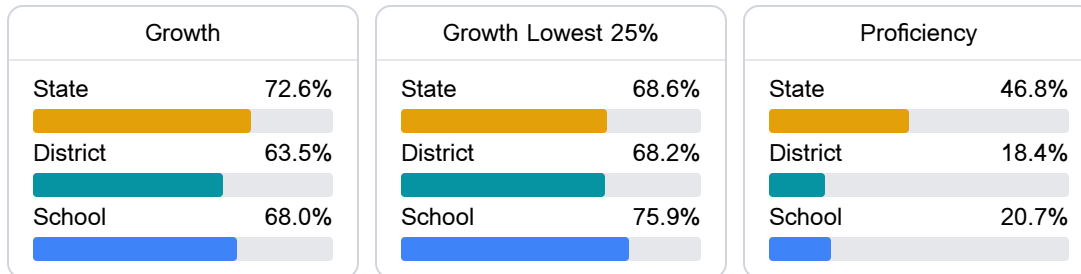 Growth
State 72.6%
District 63.5%
School 68.0%
Growth Lowest 25%
State 68.6%
District 68.2%
School 75.9%
Proficiency
State 46.8%
District 18.4%
School 20.7%